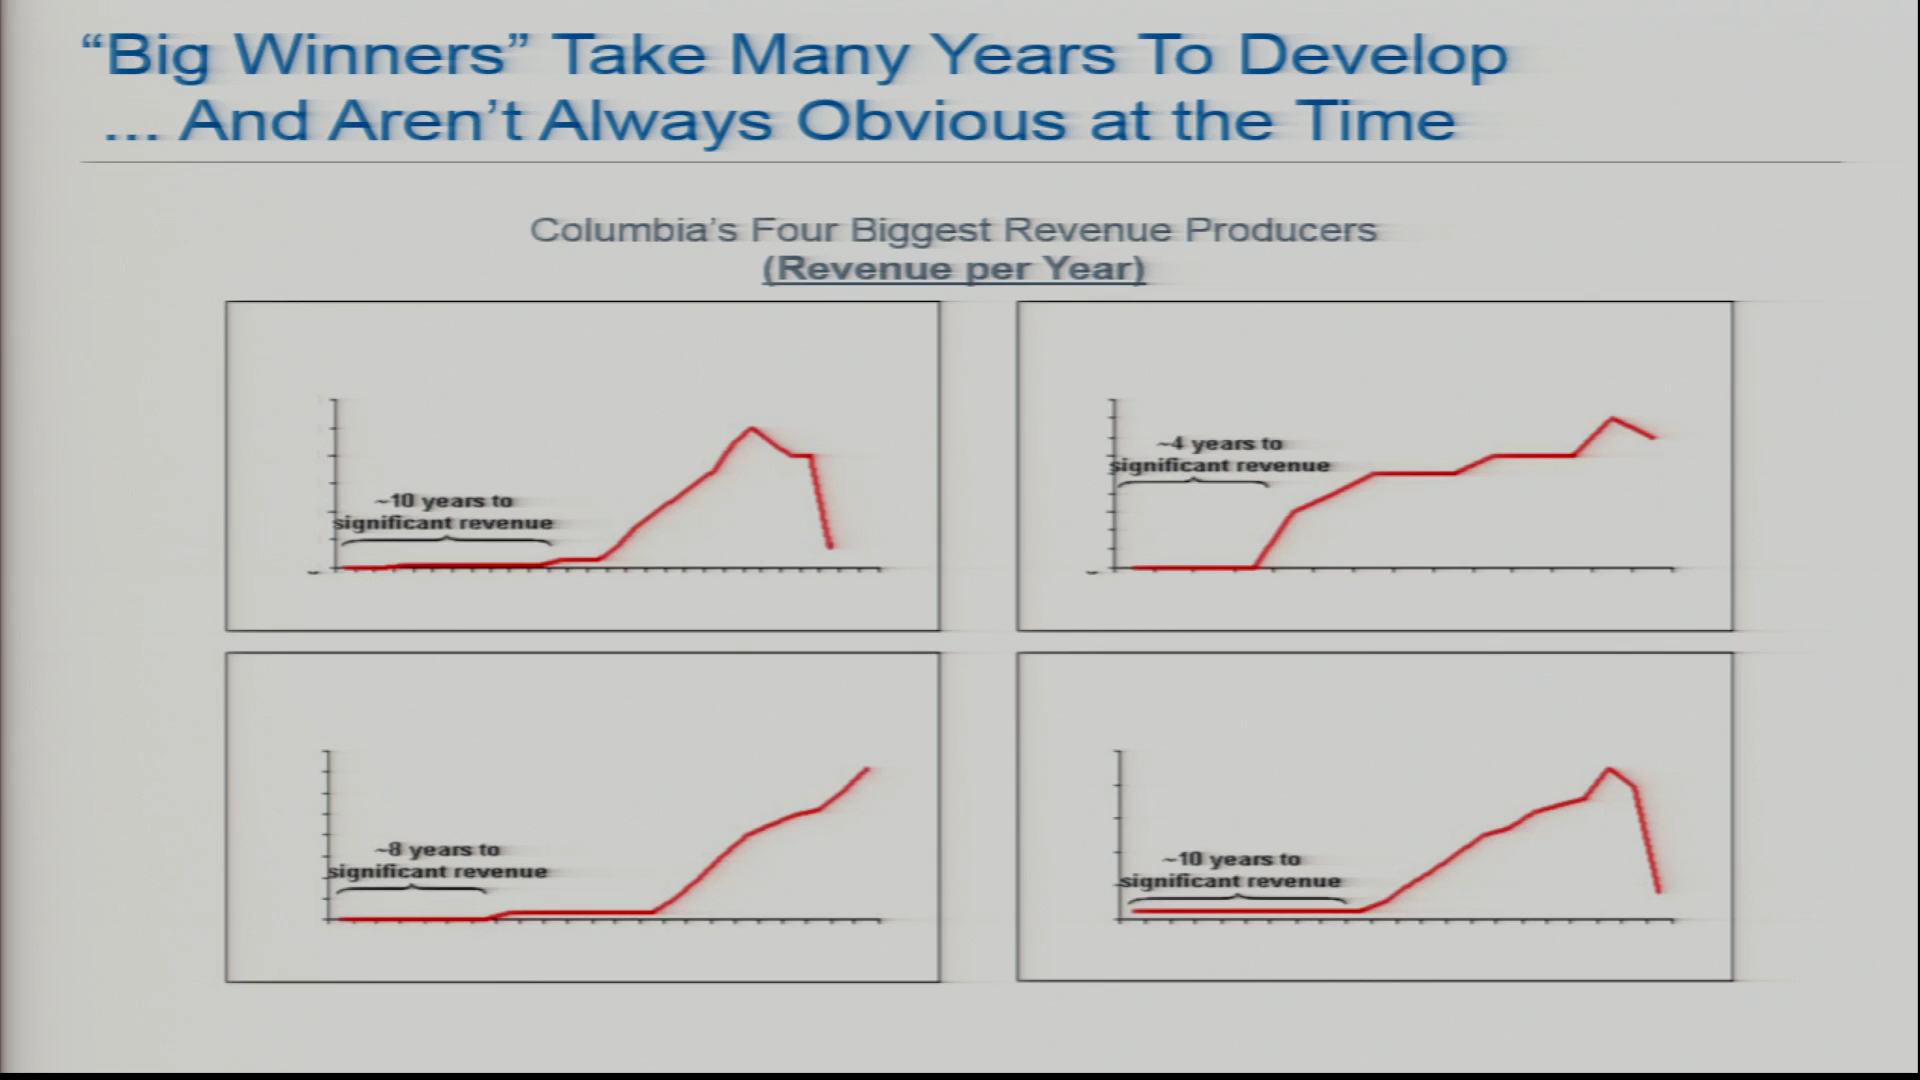 “Big Winners” Take Many Years To Develop
... And Aren’t Always Obvious at the Time
Columbia’s Four Biggest Revenue Producers
(Revenue per Year)
~10 years to
significant revenue
~4 years to
significant revenue
~8 years to
significant revenue
~10 years to
significant revenue